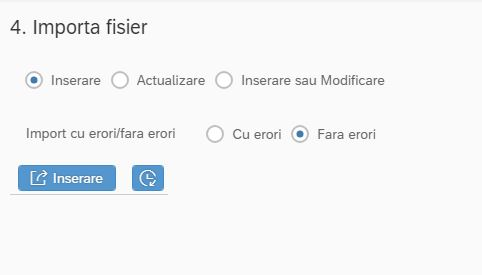 4. Importa fisier
Inserare Actualizare Inserare sau Modificare
Import cu erori/fara erori Cu erori Fara erori
Inserare